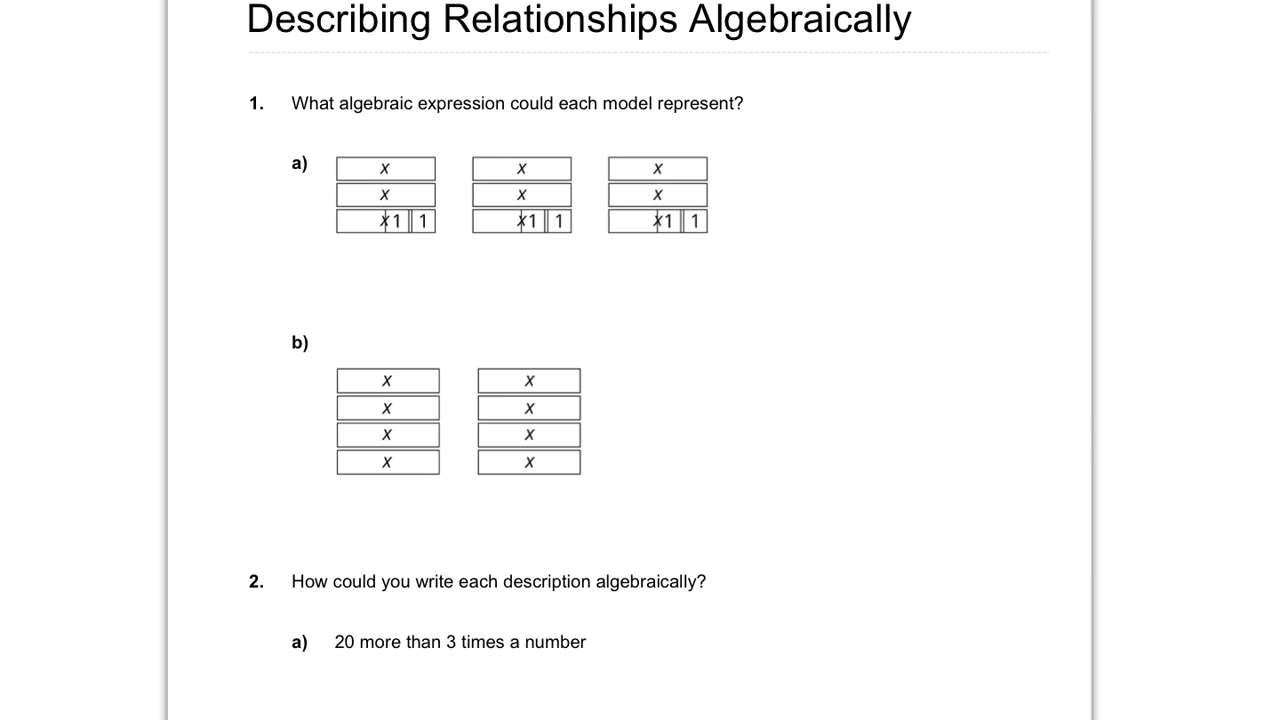 Describing Relationships Algebraically
1. What algebraic expression could each model represent?
a) x x x
x x x
x 1 1 x 1 1 x 1 1
b)
x x
x x
x x
x x
2. How could you write each description algebraically?
a) 20 more than 3 times a number